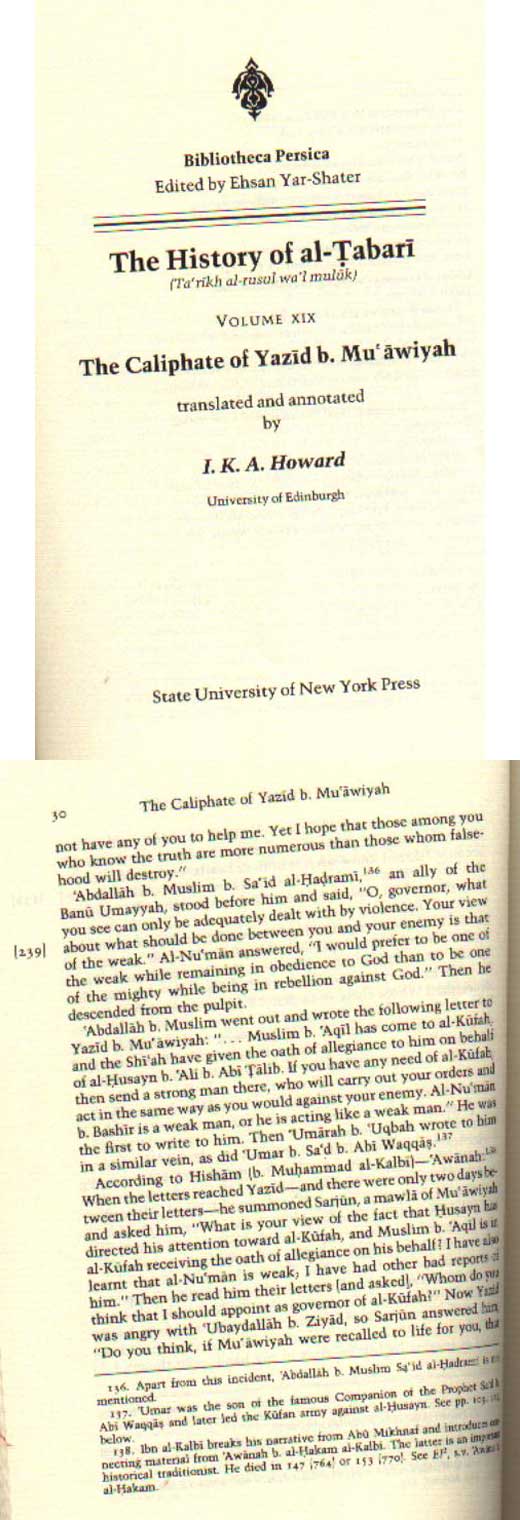 Bibliotheca Persica
Edited by Ehsan Yar-Shater
The History of al-Ṭabarī
(Ta'rīkh al-rusul wa'l mulūk)
VOLUME XIX
The Caliphate of Yazīd b. Mu'āwiyah
translated and annotated
by
I. K. A. Howard
University of Edinburgh
State University of New York Press
30 The Caliphate of Yazīd b. Mu'āwiyah
not have any of you to help me. Yet I hope that those among you
who know the truth are more numerous than those whom false-
hood will destroy."
'Abdallāh b. Muslim b. Sa'īd al-Ḥaḍramī,136 an ally of the
Banū Umayyah, stood before him and said, "O, governor, what
you see can only be adequately dealt with by violence. Your view
[239] about what should be done between you and your enemy is that
of the weak." Al-Nu'mān answered, "I would prefer to be one of
the weak while remaining in obedience to God than to be one
of the mighty while being in rebellion against God." Then he
descended from the pulpit.
'Abdallāh b. Muslim went out and wrote the following letter to
Yazīd b. Mu'āwiyah: ". . . Muslim b. 'Aqīl has come to al-Kūfah,
and the Shī'ah have given the oath of allegiance to him on behalf
of al-Ḥusayn b. 'Alī b. Abī Ṭālib. If you have any need of al-Kūfah,
then send a strong man there, who will carry out your orders and
act in the same way as you would against your enemy. Al-Nu'mān
b. Bashīr is a weak man, or he is acting like a weak man." He was
the first to write to him. Then 'Umārah b. 'Uqbah wrote to him
in a similar vein, as did 'Umar b. Sa'd b. Abī Waqqāṣ.137
According to Hishām (b. Muḥammad al-Kalbī)—'Awānah:138
When the letters reached Yazīd—and there were only two days be-
tween their letters—he summoned Sarjūn, a mawlā of Mu'āwiyah
and asked him, "What is your view of the fact that Ḥusayn has
directed his attention toward al-Kūfah, and Muslim b. 'Aqīl is in
al-Kūfah receiving the oath of allegiance on his behalf? I have also
learnt that al-Nu'mān is weak; I have had other bad reports of
him." Then he read him their letters [and asked], "Whom do you
think that I should appoint as governor of al-Kūfah?" Now Yazīd
was angry with 'Ubaydallāh b. Ziyād, so Sarjūn answered him,
"Do you think, if Mu'āwiyah were recalled to life for you, that
136. Apart from this incident, 'Abdallāh b. Muslim Sa'īd al-Ḥaḍramī is not
mentioned.
137. 'Umar was the son of the famous Companion of the Prophet Sa'd b.
Abī Waqqāṣ and later led the Kūfan army against al-Ḥusayn. See pp. 103,
below.
138. Ibn al-Kalbī breaks his narrative from Abū Mikhnaf and introduces con-
necting material from 'Awānah b. al-Ḥakam al-Kalbī. The latter is an important
historical traditionist. He died in 147 [764] or 153 [770]. See EI², s.v. 'Awāna b.
al-Ḥakam.